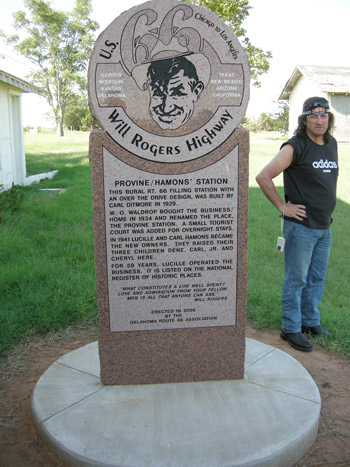 U.S. 66 Chicago to Los Angeles
ILLINOIS
MISSOURI
KANSAS
OKLAHOMA
TEXAS
NEW MEXICO
ARIZONA
CALIFORNIA
Will Rogers Highway
PROVINE/HAMONS' STATION
THIS RURAL RT. 66 FILLING STATION WITH
AN OVER THE DRIVE DESIGN, WAS BUILT BY
CARL DITMORE IN 1929.
W. O. WALDROP BOUGHT THE BUSINESS/
HOME IN 1934 AND RENAMED THE PLACE,
THE PROVINE STATION. A SMALL TOURIST
COURT WAS ADDED FOR OVERNIGHT STAYS.
IN 1941 LUCILLE AND CARL HAMONS BECAME
THE NEW OWNERS. THEY RAISED THEIR
THREE CHILDREN DENE, CARL, JR. AND
CHERYL HERE.
FOR 59 YEARS, LUCILLE OPERATED THE
BUSINESS. IT IS LISTED ON THE NATIONAL
REGISTER OF HISTORIC PLACES.
"WHAT CONSTITUTES A LIFE WELL SPENT?
LOVE AND ADMIRATION FROM YOUR FELLOW
MEN IS ALL THAT ANYONE CAN ASK."
WILL ROGERS
ERECTED IN 2006
BY THE
OKLAHOMA ROUTE 66 ASSOCIATION
adidas